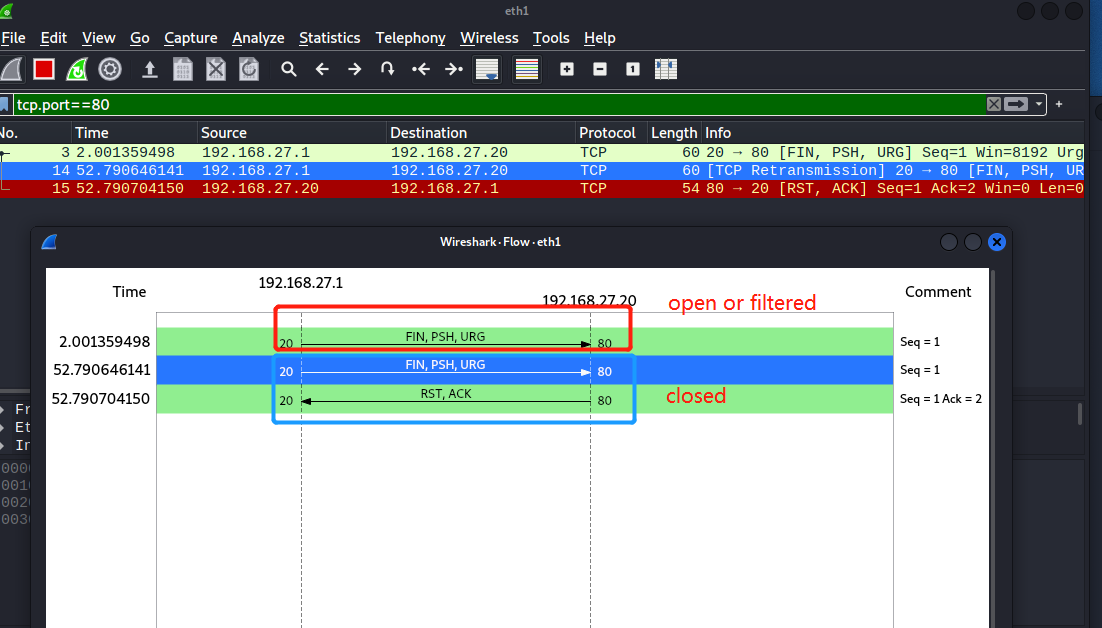 eth1
File Edit View Go Capture Analyze Statistics Telephony Wireless Tools Help
tcp.port==80
No. Time Source Destination Protocol Length Info
3 2.001359498 192.168.27.1 192.168.27.20 TCP 60 20 → 80 [FIN, PSH, URG] Seq=1 Win=8192 Urg
14 52.790646141 192.168.27.1 192.168.27.20 TCP 60 [TCP Retransmission] 20 → 80 [FIN, PSH, UR
15 52.790704150 192.168.27.20 192.168.27.1 TCP 54 80 → 20 [RST, ACK] Seq=1 Ack=2 Win=0 Len=0
Wireshark·Flow·eth1
192.168.27.1
Time 192.168.27.20 Comment
open or filtered
2.001359498 20 FIN, PSH, URG 80 Seq = 1
52.790646141 20 FIN, PSH, URG 80 Seq = 1
52.790704150 20 RST, ACK 80 Seq = 1 Ack = 2
closed
Fr
Et
In
000
001
002
003